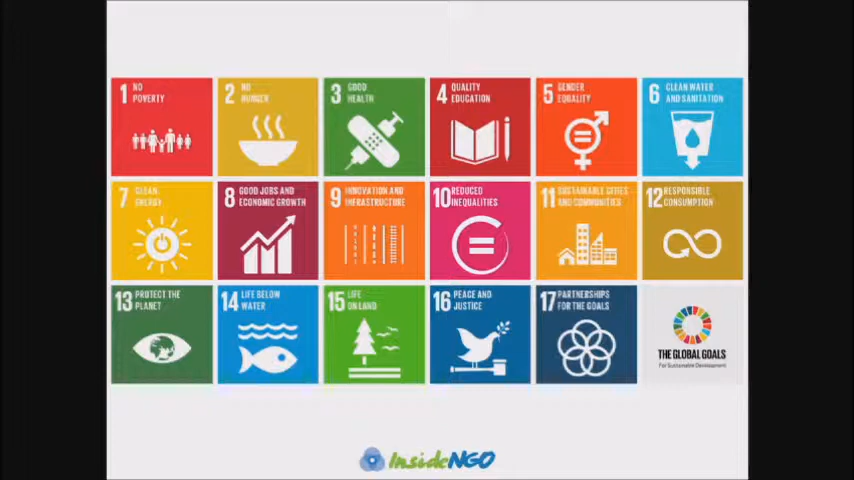 1 NO
POVERTY
2 NO
HUNGER
3 GOOD
HEALTH
4 QUALITY
EDUCATION
5 GENDER
EQUALITY
6 CLEAN WATER
AND SANITATION
7 CLEAN
ENERGY
8 GOOD JOBS AND
ECONOMIC GROWTH
9 INNOVATION AND
INFRASTRUCTURE
10 REDUCED
INEQUALITIES
11 SUSTAINABLE CITIES
AND COMMUNITIES
12 RESPONSIBLE
CONSUMPTION
13 PROTECT THE
PLANET
14 LIFE BELOW
WATER
15 LIFE
ON LAND
16 PEACE AND
JUSTICE
17 PARTNERSHIPS
FOR THE GOALS
THE GLOBAL GOALS
For Sustainable Development
InsideNGO